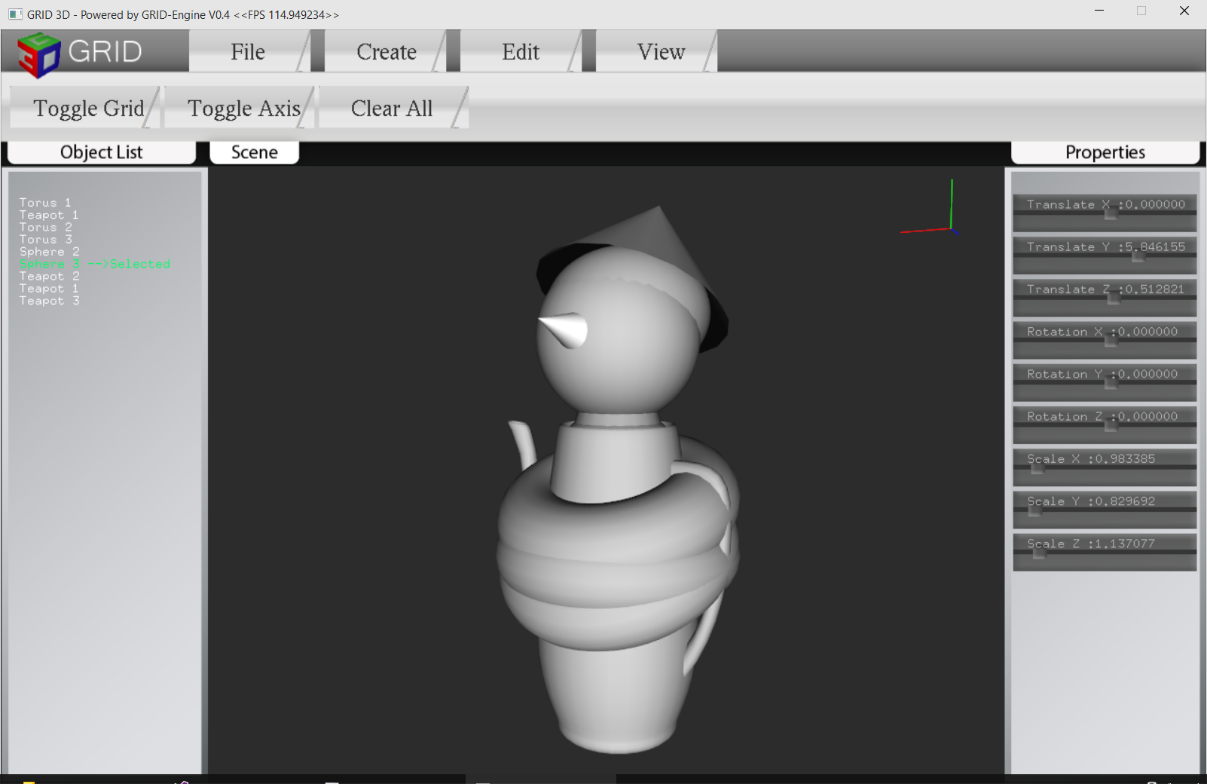 GRID 3D - Powered by GRID-Engine V0.4 <<FPS 114.949234>>
GRID
File
Create
Edit
View
Toggle Grid
Toggle Axis
Clear All
Object List
Scene
Properties
Torus 1
Teapot 1
Torus 2
Torus 3
Sphere 2
Sphere 3 -->Selected
Teapot 2
Teapot 1
Teapot 3
Translate X :0.000000
Translate Y :5.846155
Translate Z :0.512821
Rotation X :0.000000
Rotation Y :0.000000
Rotation Z :0.000000
Scale X :0.983385
Scale Y :0.829692
Scale Z :1.137077